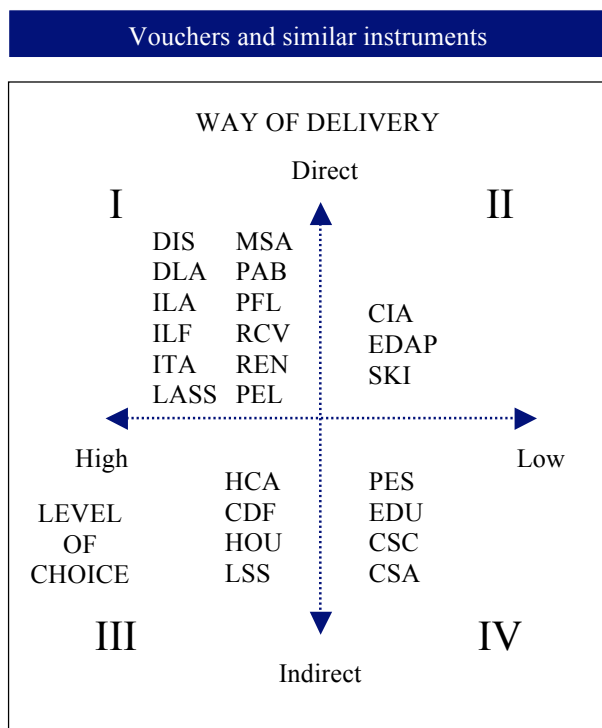 Vouchers and similar instruments
WAY OF DELIVERY
Direct
I
II
DIS MSA
DLA PAB
ILA PFL
ILF RCV
ITA REN
LASS PEL
CIA
EDAP
SKI
High
Low
LEVEL
OF
CHOICE
HCA
CDF
HOU
LSS
PES
EDU
CSC
CSA
III
IV
Indirect